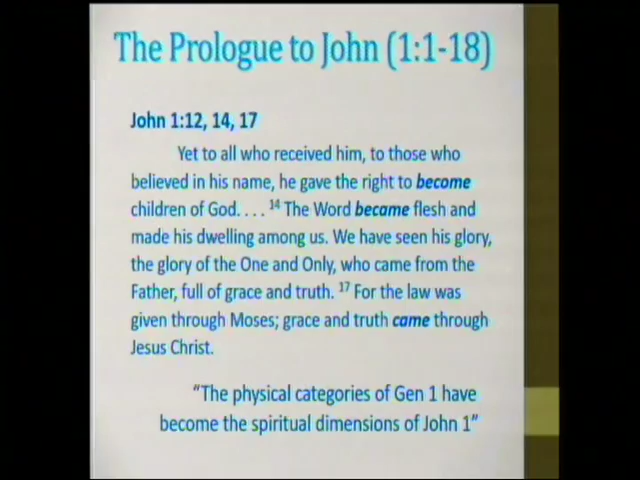 The Prologue to John (1:1-18)
John 1:12, 14, 17
Yet to all who received him, to those who
believed in his name, he gave the right to become
children of God. . . . 14 The Word became flesh and
made his dwelling among us. We have seen his glory,
the glory of the One and Only, who came from the
Father, full of grace and truth. 17 For the law was
given through Moses; grace and truth came through
Jesus Christ.
“The physical categories of Gen 1 have
become the spiritual dimensions of John 1”